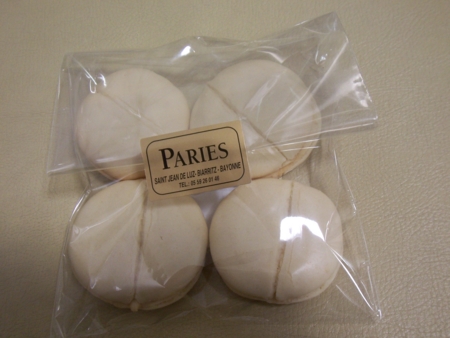 PARIES
SAINT JEAN DE LUZ - BIARRITZ - BAYONNE